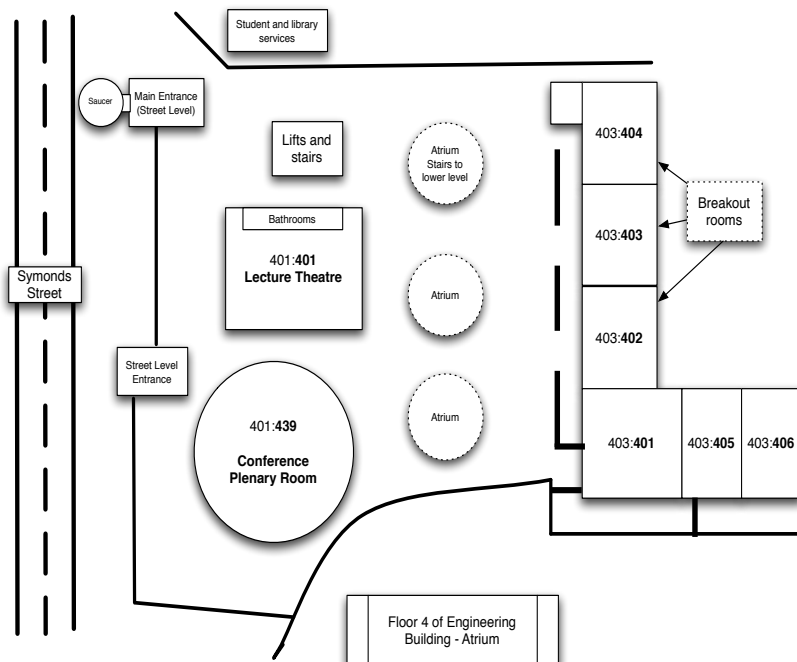 Student and library
services
Saucer
Main Entrance
(Street Level)
Lifts and
stairs
Atrium
Stairs to
lower level
403:404
Breakout
rooms
Bathrooms
401:401
Lecture Theatre
403:403
Symonds
Street
Atrium
403:402
Street Level
Entrance
401:439
Conference
Plenary Room
Atrium
403:401
403:405
403:406
Floor 4 of Engineering
Building - Atrium